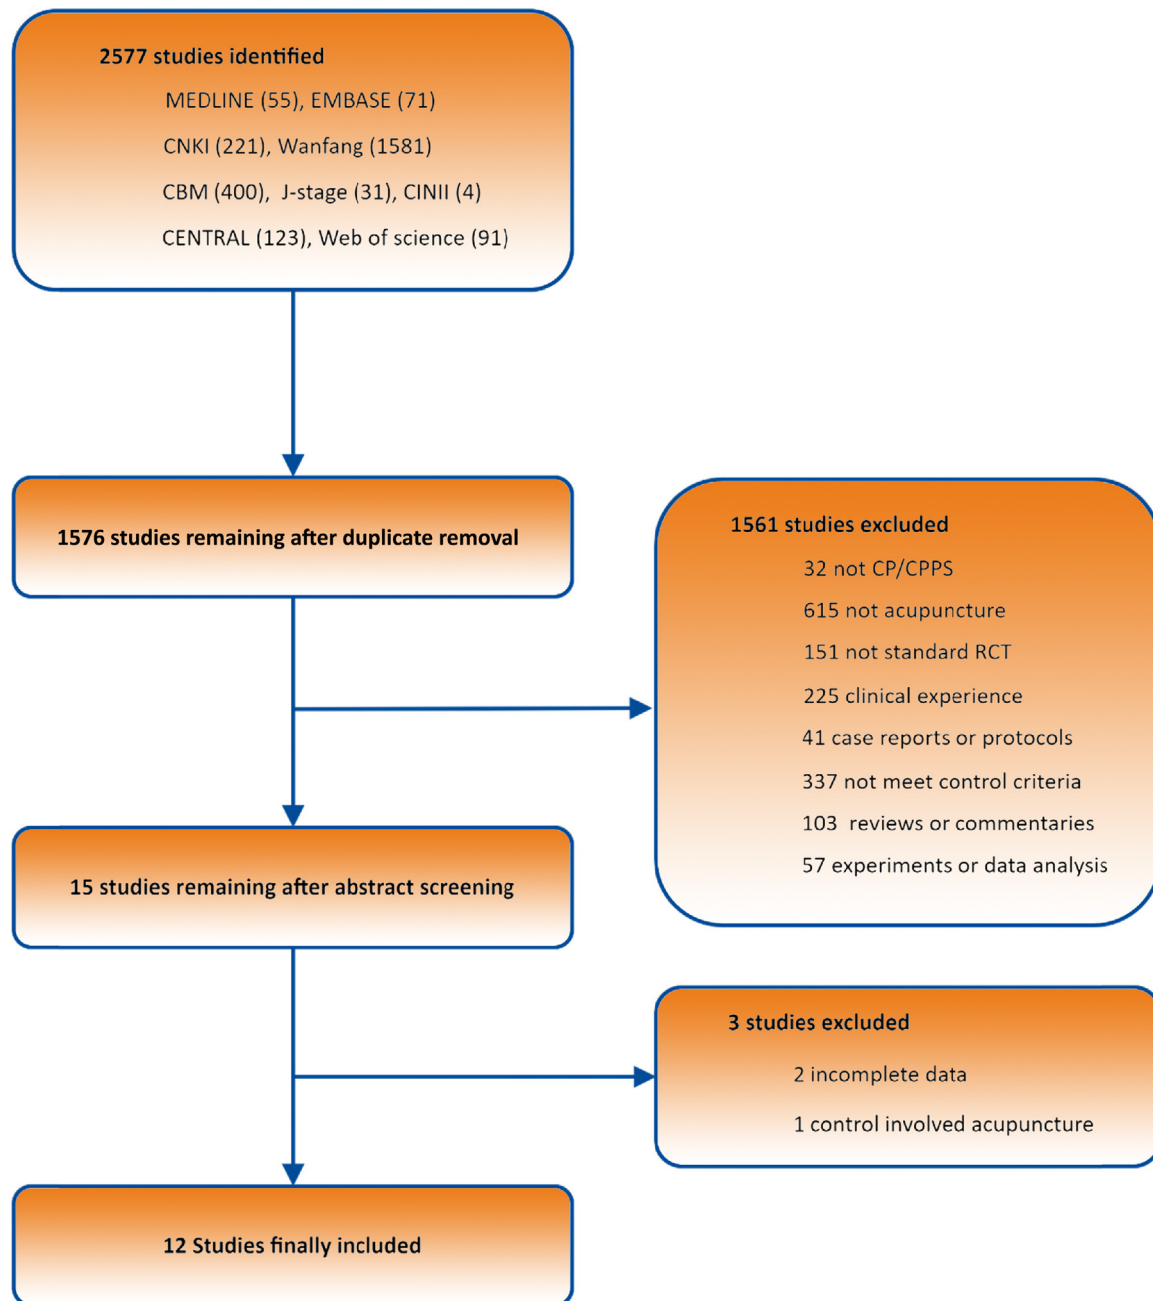 2577 studies identified
MEDLINE (55), EMBASE (71)
CNKI (221), Wanfang (1581)
CBM (400), J-stage (31), CINII (4)
CENTRAL (123), Web of science (91)
1576 studies remaining after duplicate removal
1561 studies excluded
32 not CP/CPPS
615 not acupuncture
151 not standard RCT
225 clinical experience
41 case reports or protocols
337 not meet control criteria
103 reviews or commentaries
57 experiments or data analysis
15 studies remaining after abstract screening
3 studies excluded
2 incomplete data
1 control involved acupuncture
12 Studies finally included